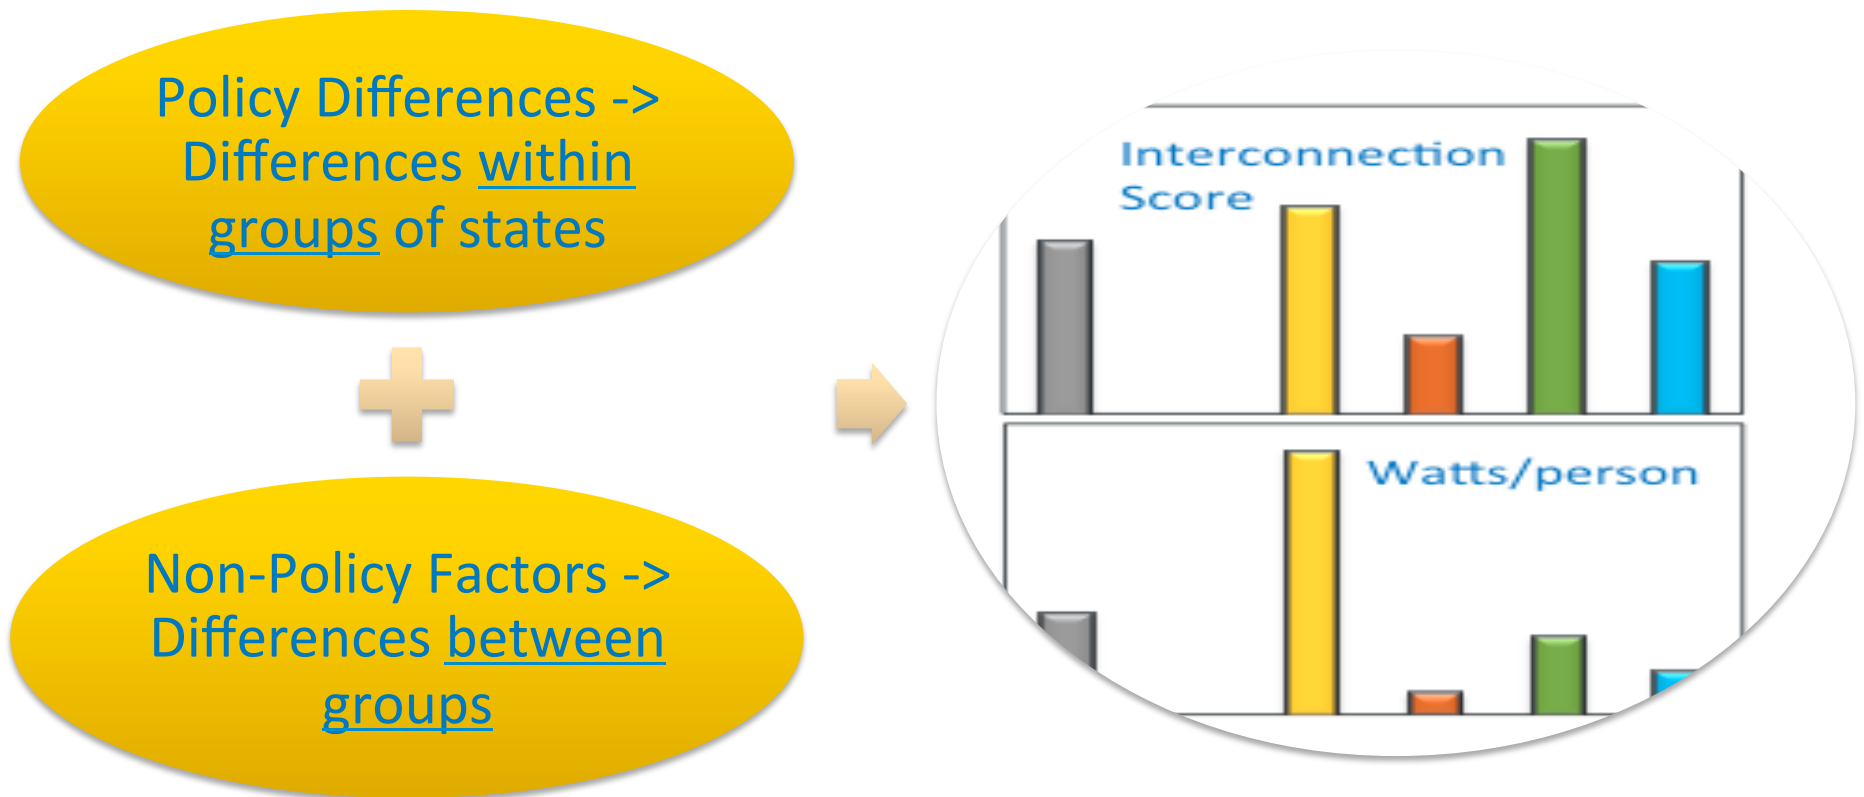 Policy Differences ->
Differences within
groups of states
Non-Policy Factors ->
Differences between
groups
Interconnection
Score
Watts/person